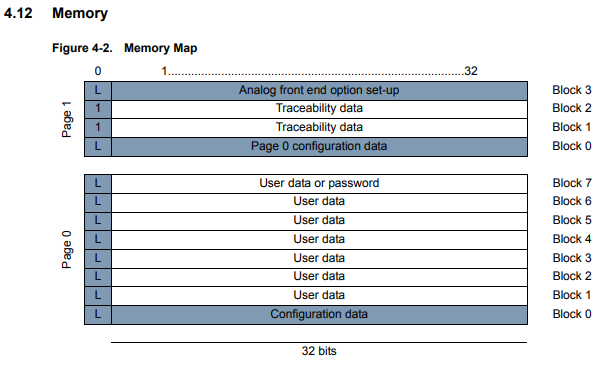 4.12 Memory
Figure 4-2. Memory Map
0 1..............................................................................................32
Page 1
L Analog front end option set-up Block 3
1 Traceability data Block 2
1 Traceability data Block 1
L Page 0 configuration data Block 0
Page 0
L User data or password Block 7
L User data Block 6
L User data Block 5
L User data Block 4
L User data Block 3
L User data Block 2
L User data Block 1
L Configuration data Block 0
32 bits